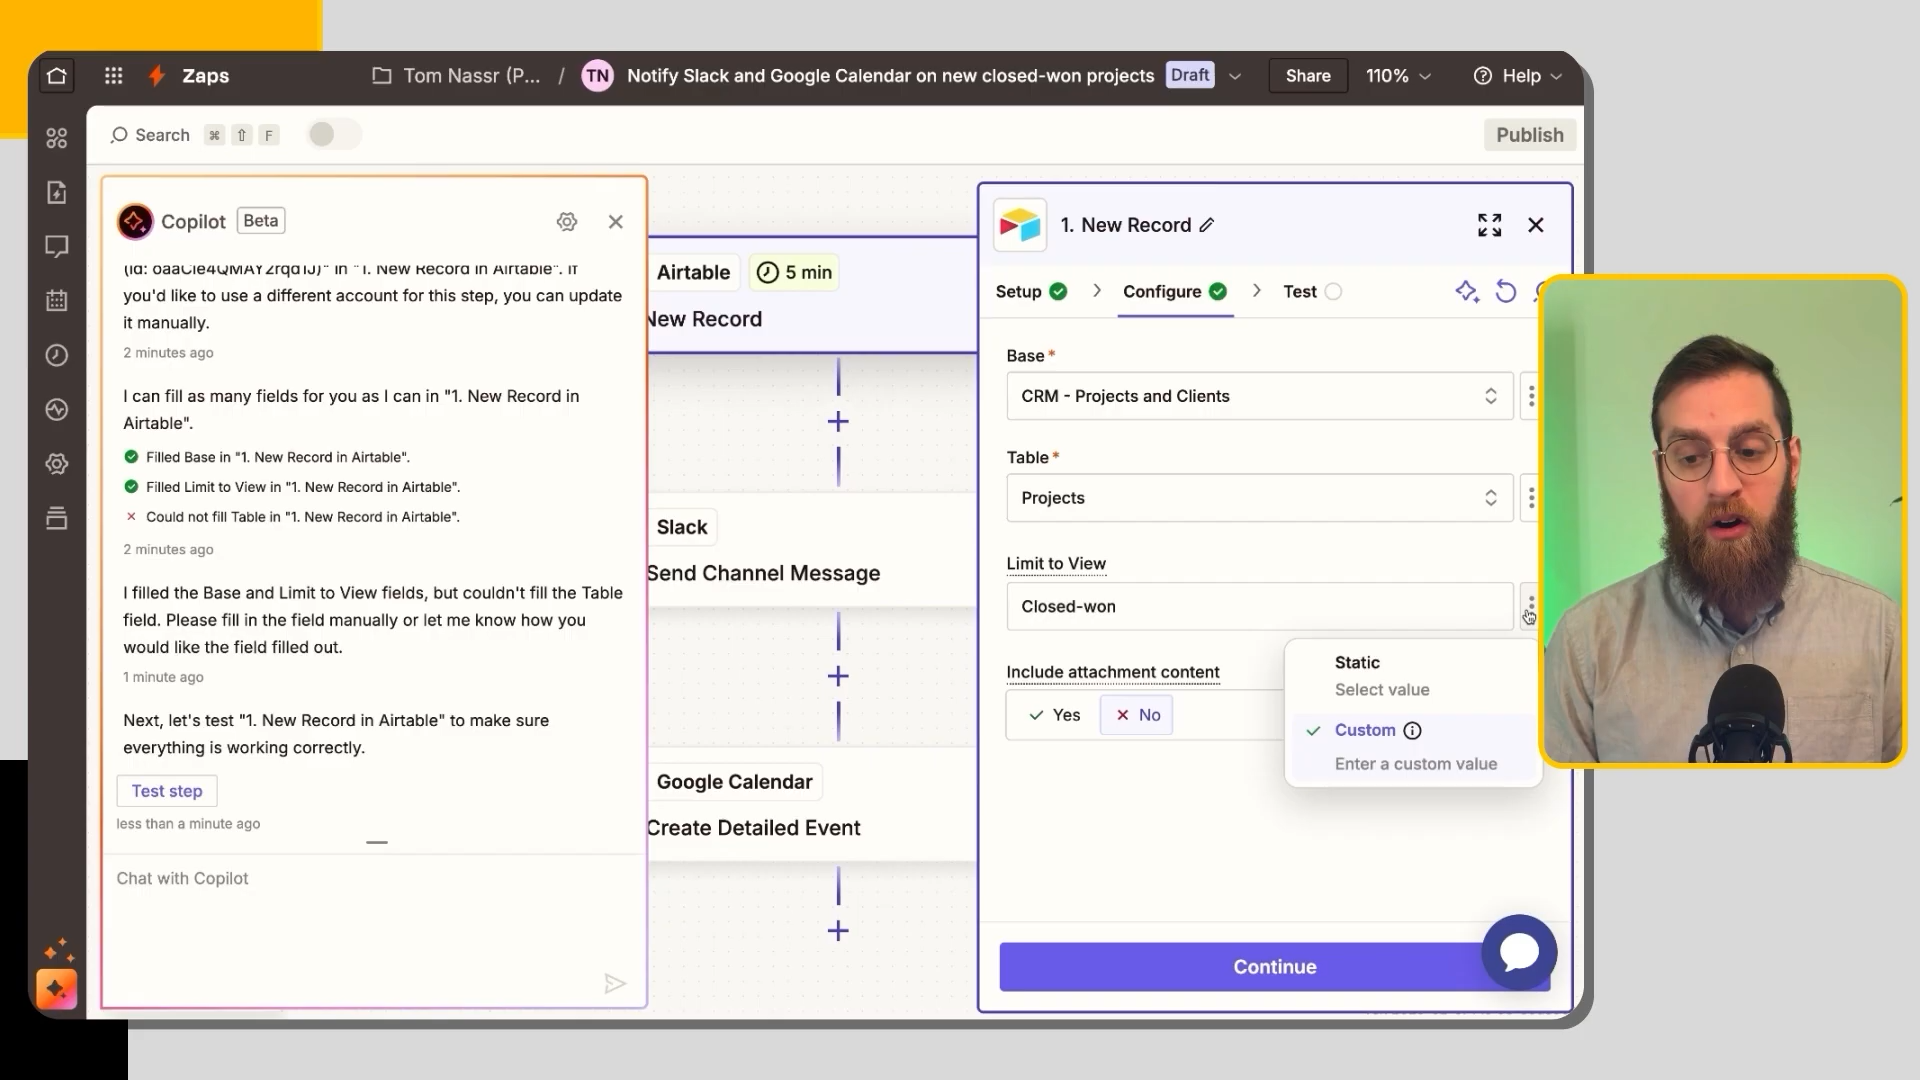 Zaps
Tom Nassr (P... / TN Notify Slack and Google Calendar on new closed-won projects Draft
Share
110%
Help
Search ⌘ ⇧ F
Publish
Copilot Beta
you'd like to use a different account for this step, you can update
it manually.
2 minutes ago
I can fill as many fields for you as I can in "1. New Record in
Airtable".
Filled Base in "1. New Record in Airtable".
Filled Limit to View in "1. New Record in Airtable".
Could not fill Table in "1. New Record in Airtable".
2 minutes ago
I filled the Base and Limit to View fields, but couldn't fill the Table
field. Please fill in the field manually or let me know how you
would like the field filled out.
1 minute ago
Next, let's test "1. New Record in Airtable" to make sure
everything is working correctly.
Test step
less than a minute ago
Chat with Copilot
Airtable
5 min
New Record
Slack
Send Channel Message
Google Calendar
Create Detailed Event
1. New Record
Setup
Configure
Test
Base*
CRM - Projects and Clients
Table*
Projects
Limit to View
Closed-won
Include attachment content
Yes
No
Static
Select value
Custom
Enter a custom value
Continue